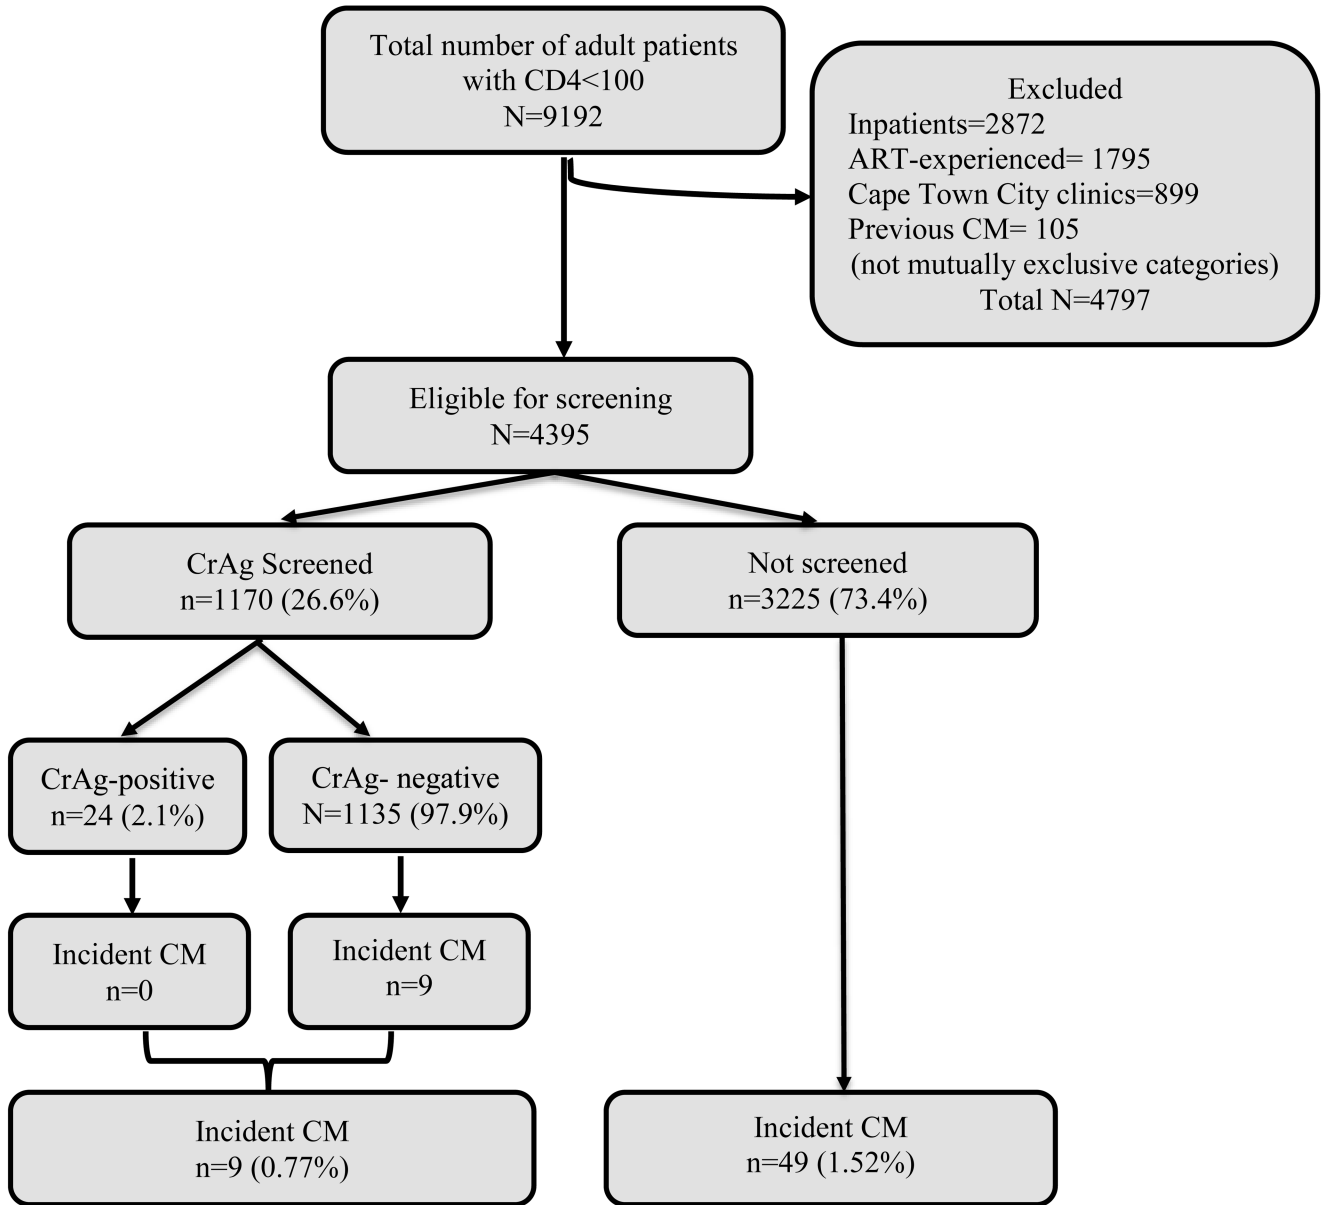 Total number of adult patients
with CD4<100
N=9192
Excluded
Inpatients=2872
ART-experienced= 1795
Cape Town City clinics=899
Previous CM= 105
(not mutually exclusive categories)
Total N=4797
Eligible for screening
N=4395
CrAg Screened
n=1170 (26.6%)
Not screened
n=3225 (73.4%)
CrAg-positive
n=24 (2.1%)
CrAg- negative
N=1135 (97.9%)
Incident CM
n=0
Incident CM
n=9
Incident CM
n=9 (0.77%)
Incident CM
n=49 (1.52%)